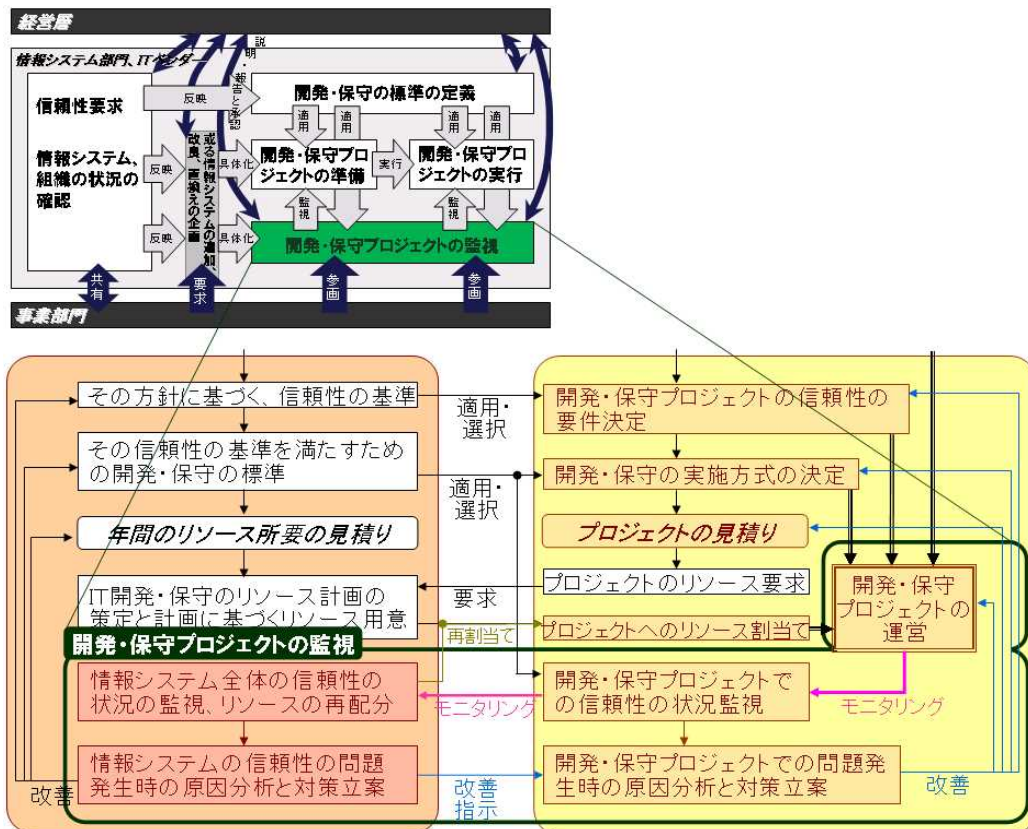 経営層
情報システム部門、ITベンダー
説明・報告と承認
信頼性要求
反映
開発・保守の標準の定義
適用
適用
適用
適用
情報システム、
組織の状況の
確認
反映
或る情報システムの追加、
改良、置換えの企画
具体化
開発・保守プロ
ジェクトの準備
実行
開発・保守プロ
ジェクトの実行
監視
監視
反映
具体化
開発・保守プロジェクトの監視
共有
要求
参画
参画
事業部門
その方針に基づく、信頼性の基準
適用・
選択
開発・保守プロジェクトの信頼性の
要件決定
その信頼性の基準を満たすため
の開発・保守の標準
適用・
選択
開発・保守の実施方式の決定
年間のリソース所要の見積り
プロジェクトの見積り
IT開発・保守のリソース計画の
策定と計画に基づくリソース用意
要求
プロジェクトのリソース要求
開発・保守
プロジェクトの
運営
再割当て
プロジェクトへのリソース割当て
開発・保守プロジェクトの監視
情報システム全体の信頼性の
状況の監視、リソースの再配分
モニタリング
開発・保守プロジェクトで
の信頼性の状況監視
モニタリング
改善
情報システムの信頼性の問題
発生時の原因分析と対策立案
改善
指示
開発・保守プロジェクトでの問題発
生時の原因分析と対策立案
改善